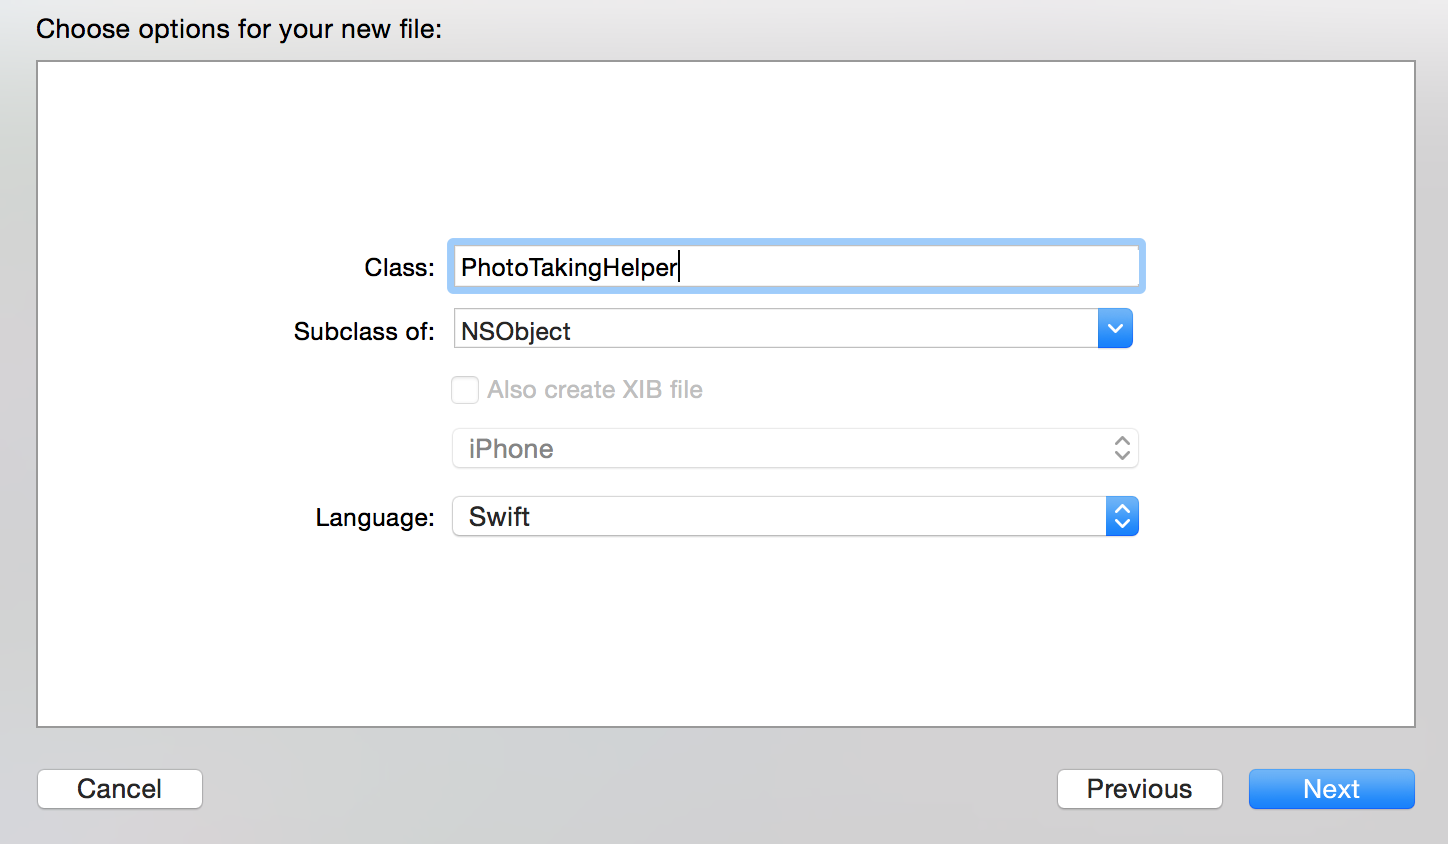 Choose options for your new file:
Class: PhotoTakingHelper
Subclass of: NSObject
Also create XIB file
iPhone
Language: Swift
Cancel Previous Next